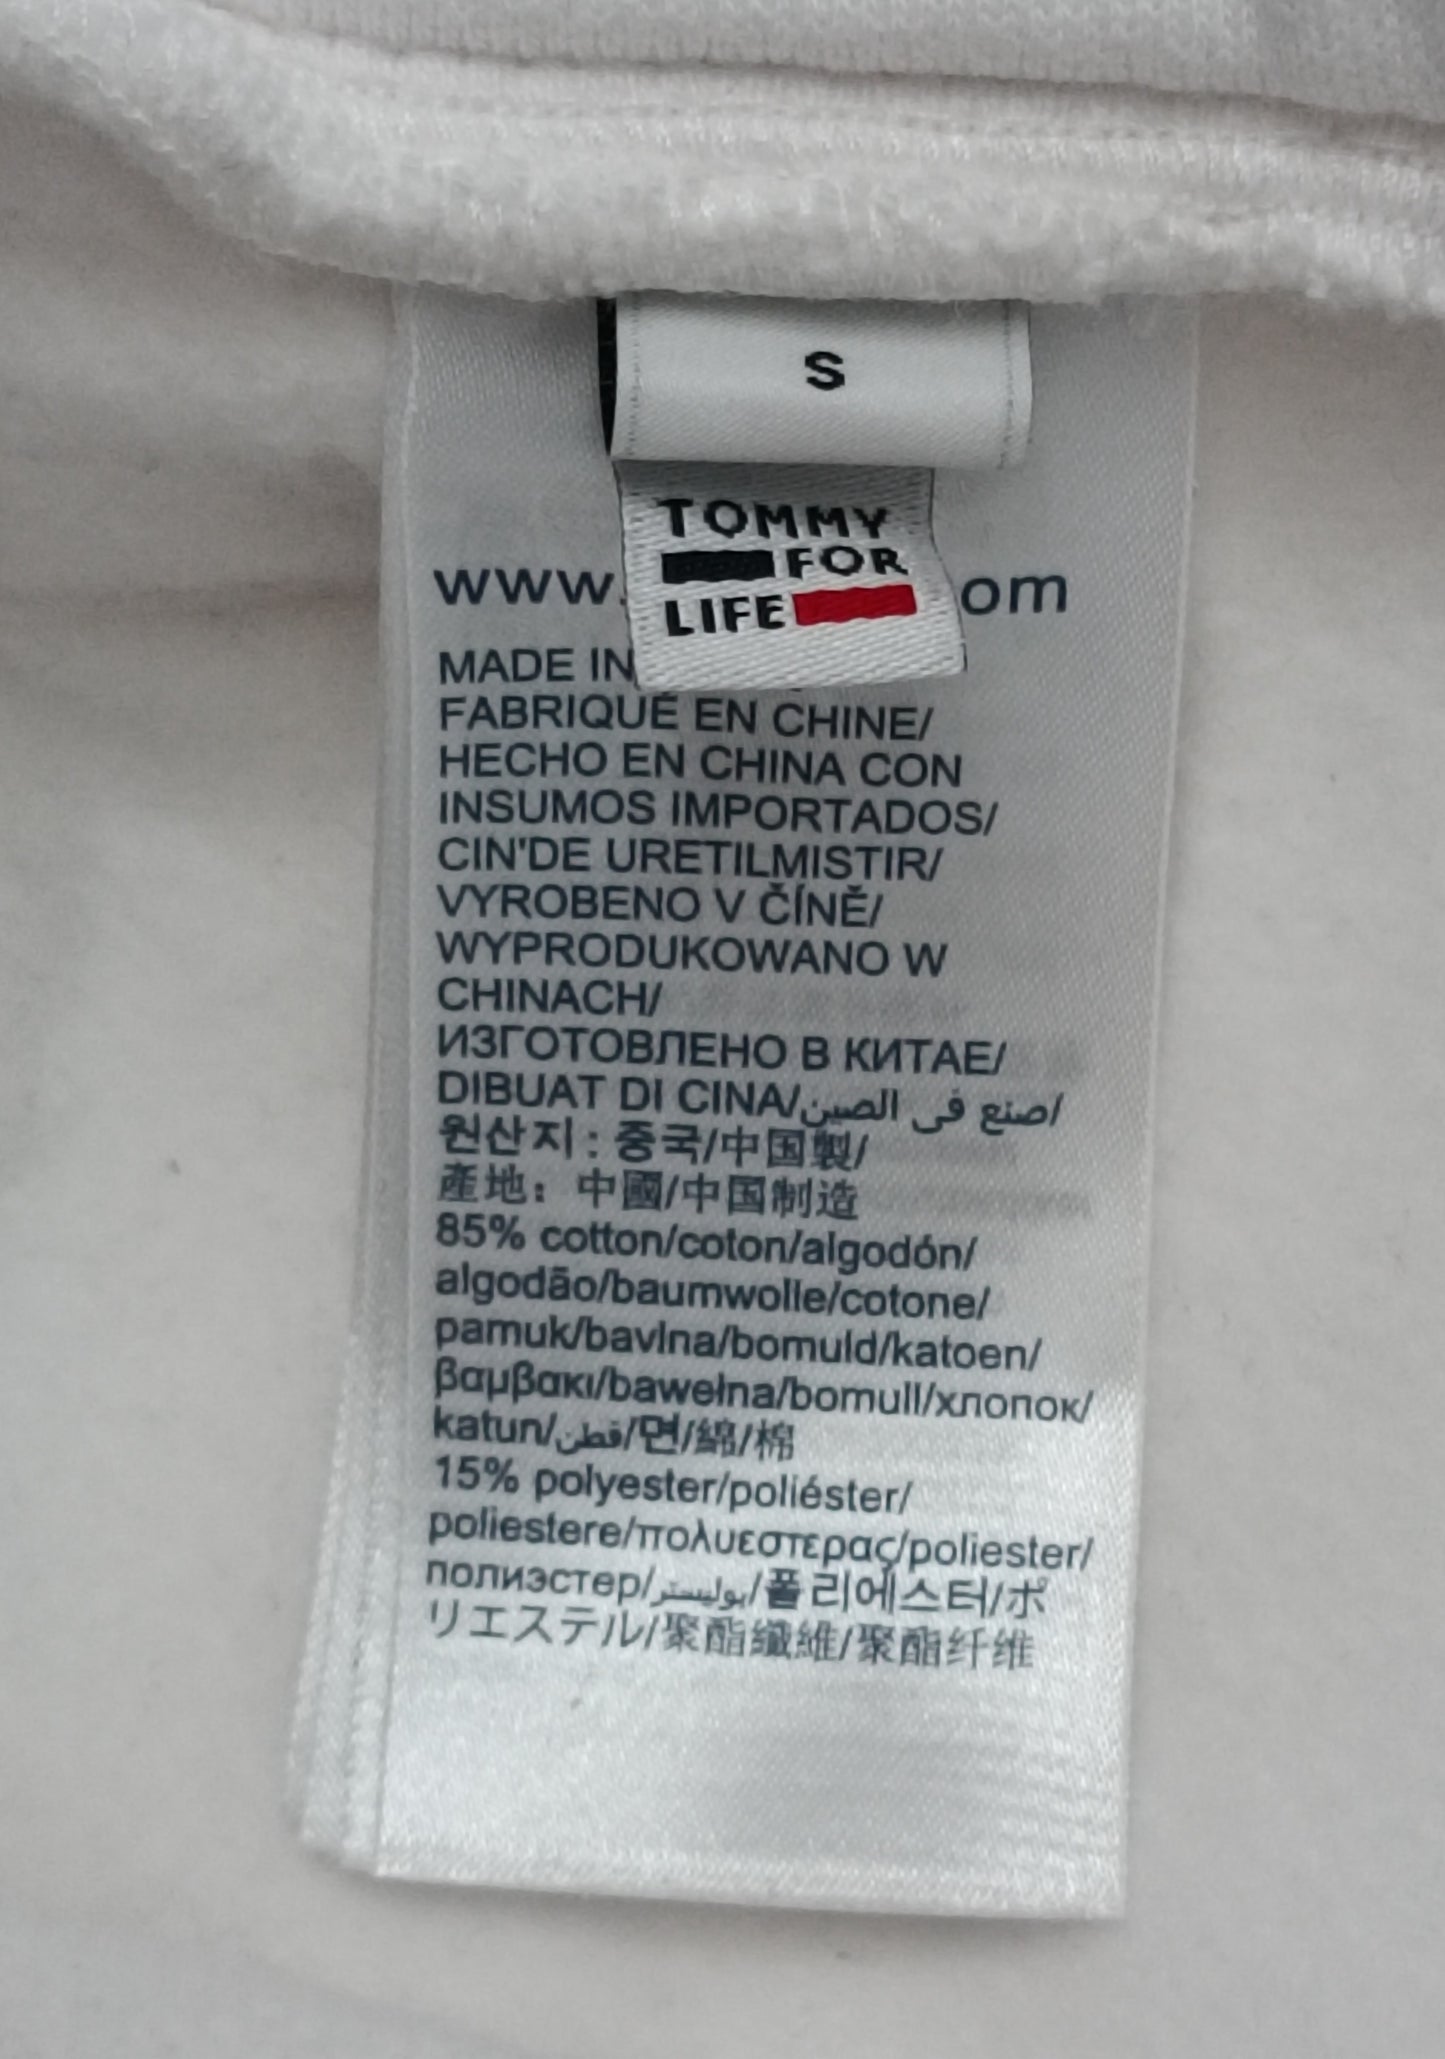 S
TOMMY
FOR
LIFE
www. om
MADE IN
FABRIQUÉ EN CHINE/
HECHO EN CHINA CON
INSUMOS IMPORTADOS/
CIN'DE URETILMISTIR/
VYROBENO V ČÍNĚ/
WYPRODUKOWANO W
CHINACH/
ИЗГОТОВЛЕНО В КИТАЕ/
DIBUAT DI CINA/صنع في الصين/
원산지 : 중국/中国製/
產地：中國/中国制造
85% cotton/coton/algodón/
algodão/baumwolle/cotone/
pamuk/bavlna/bomuld/katoen/
βαμβακι/bawełna/bomull/хлопок/
katun/قطن/면/綿/棉
15% polyester/poliéster/
poliestere/πολυεστερας/poliester/
полиэстер/بوليستر/폴리에스터/ポ
リエステル/聚酯纖維/聚酯纤维